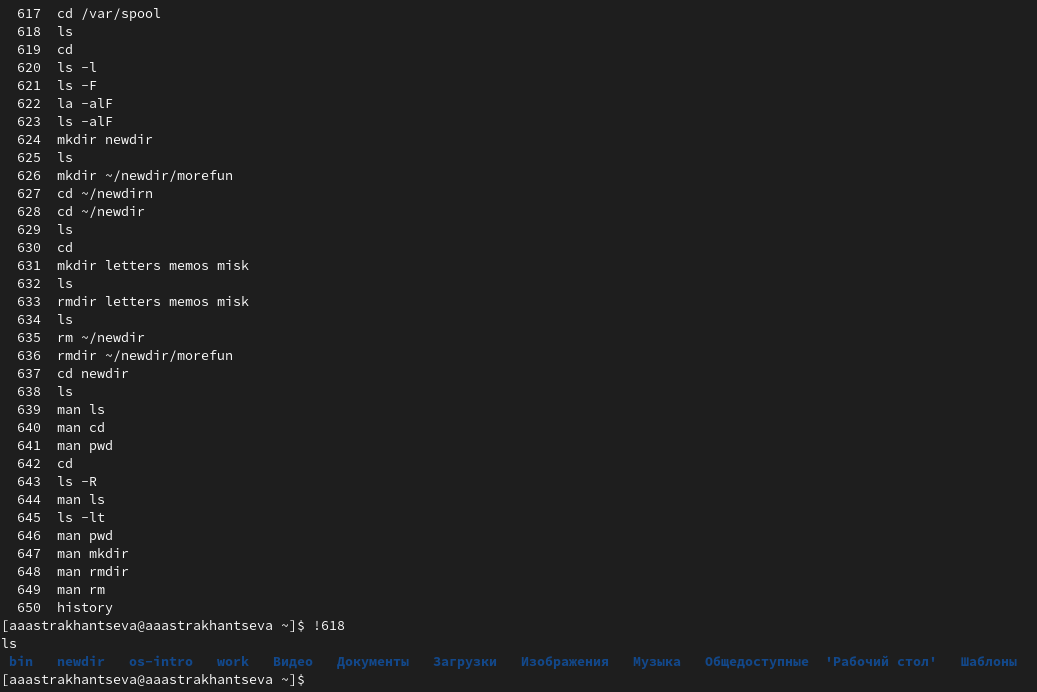 617 cd /var/spool
618 ls
619 cd
620 ls -l
621 ls -F
622 la -alF
623 ls -alF
624 mkdir newdir
625 ls
626 mkdir ~/newdir/morefun
627 cd ~/newdirn
628 cd ~/newdir
629 ls
630 cd
631 mkdir letters memos misk
632 ls
633 rmdir letters memos misk
634 ls
635 rm ~/newdir
636 rmdir ~/newdir/morefun
637 cd newdir
638 ls
639 man ls
640 man cd
641 man pwd
642 cd
643 ls -R
644 man ls
645 ls -lt
646 man pwd
647 man mkdir
648 man rmdir
649 man rm
650 history
[aaastrakhantseva@aaastrakhantseva ~]$ !618
ls
bin newdir os-intro work Видео Документы Загрузки Изображения Музыка Общедоступные 'Рабочий стол' Шаблоны
[aaastrakhantseva@aaastrakhantseva ~]$